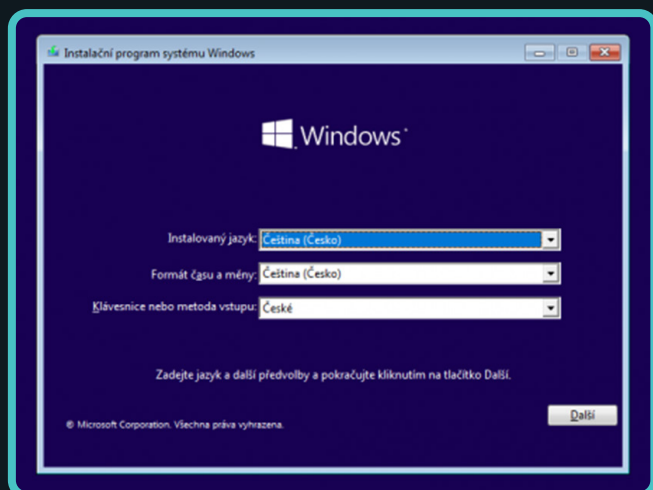 Instalační program systému Windows
Windows
Instalovaný jazyk: Čeština (Česko)
Formát času a měny: Čeština (Česko)
Klávesnice nebo metoda vstupu: České
Zadejte jazyk a další předvolby a pokračujte kliknutím na tlačítko Další.
Další
© Microsoft Corporation. Všechna práva vyhrazena.